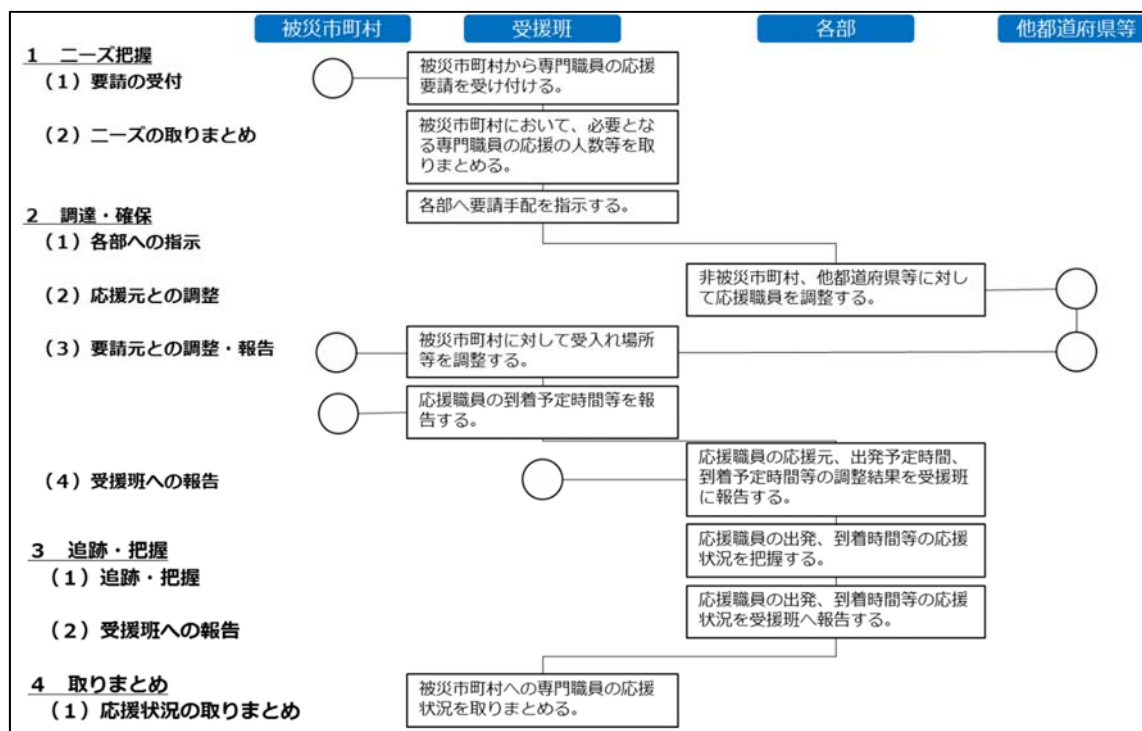 被災市町村 受援班 各部 他都道府県等
1 ニーズ把握
(1)要請の受付
被災市町村から専門職員の応援
要請を受け付ける。
(2)ニーズの取りまとめ
被災市町村において、必要とな
る専門職員の応援の人数等を取
りまとめる。
各部へ要請手配を指示する。
2 調達・確保
(1)各部への指示
(2)応援元との調整
非被災市町村、他都道府県等に対し
て応援職員を調整する。
(3)要請元との調整・報告
被災市町村に対して受入れ場所
等を調整する。
応援職員の到着予定時間等を報
告する。
(4)受援班への報告
応援職員の応援元、出発予定時間、
到着予定時間等の調整結果を受援班
に報告する。
3 追跡・把握
(1)追跡・把握
応援職員の出発、到着時間等の応援
状況を把握する。
(2)受援班への報告
応援職員の出発、到着時間等の応援
状況を受援班へ報告する。
4 取りまとめ
(1)応援状況の取りまとめ
被災市町村への専門職員の応援
状況を取りまとめる。